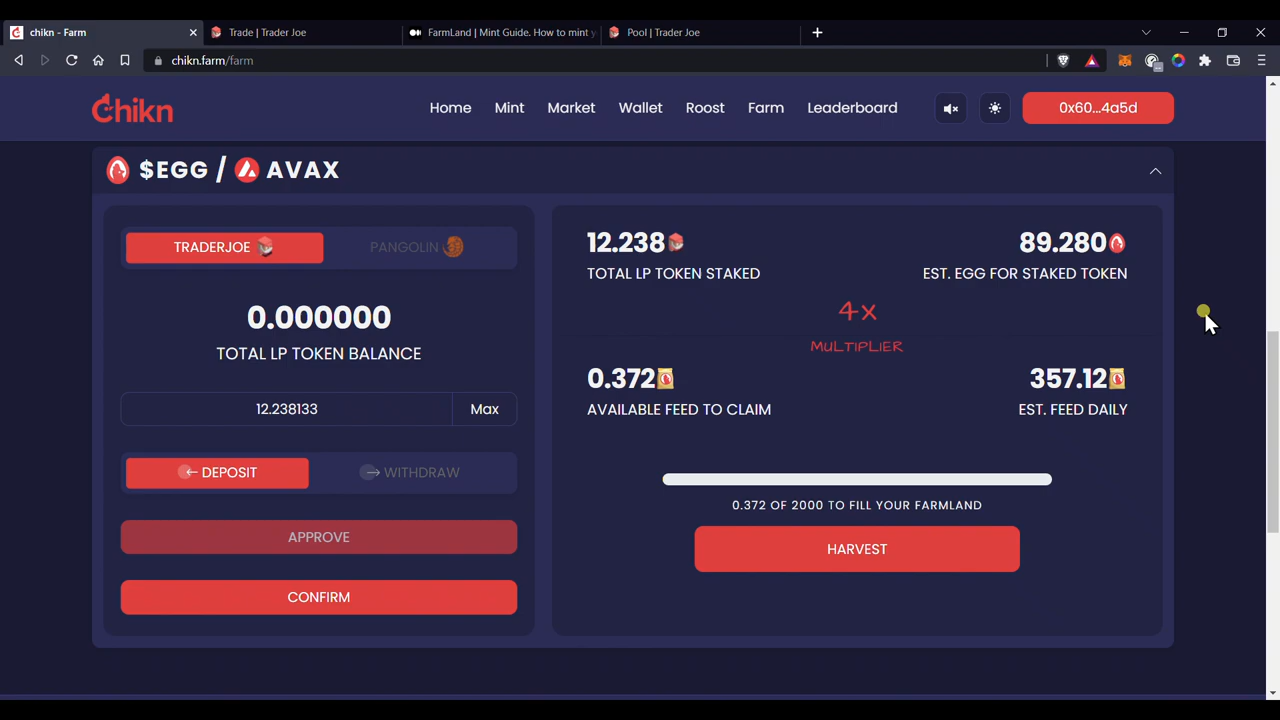 chikn - Farm
Trade | Trader Joe
FarmLand | Mint Guide. How to mint y
Pool | Trader Joe
chikn.farm/farm
Chikn
Home
Mint
Market
Wallet
Roost
Farm
Leaderboard
0x60...4a5d
$EGG / AVAX
TRADERJOE
PANGOLIN
0.000000
TOTAL LP TOKEN BALANCE
12.238133
Max
← DEPOSIT
→ WITHDRAW
APPROVE
CONFIRM
12.238
TOTAL LP TOKEN STAKED
89.280
EST. EGG FOR STAKED TOKEN
4x
MULTIPLIER
0.372
AVAILABLE FEED TO CLAIM
357.12
EST. FEED DAILY
0.372 OF 2000 TO FILL YOUR FARMLAND
HARVEST